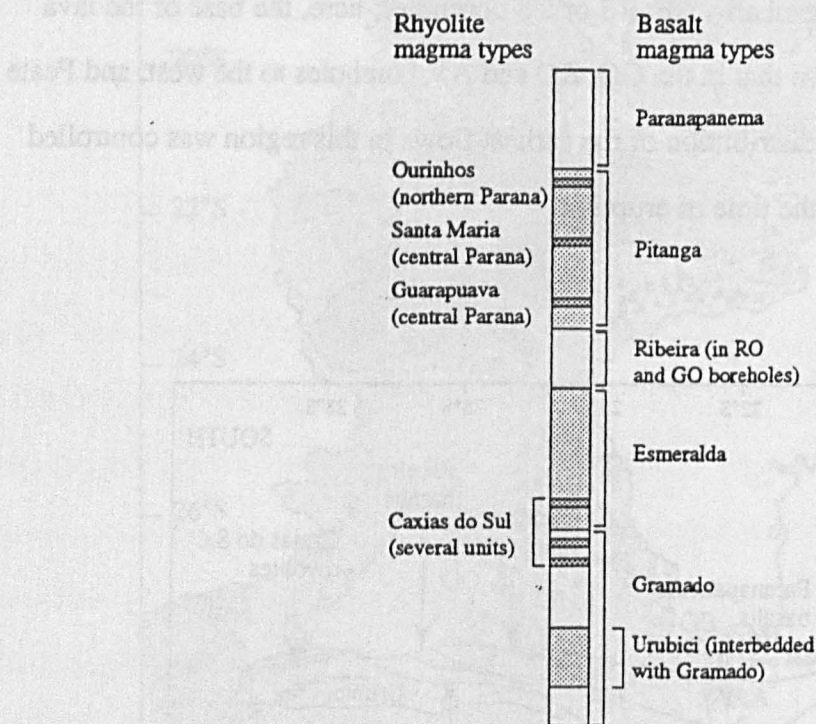 Rhyolite
magma types
Basalt
magma types
Paranapanema
Ourinhos
(northern Parana)
Santa Maria
(central Parana)
Pitanga
Guarapuava
(central Parana)
Ribeira (in RO
and GO boreholes)
Esmeralda
Caxias do Sul
(several units)
Gramado
Urubici (interbedded
with Gramado)